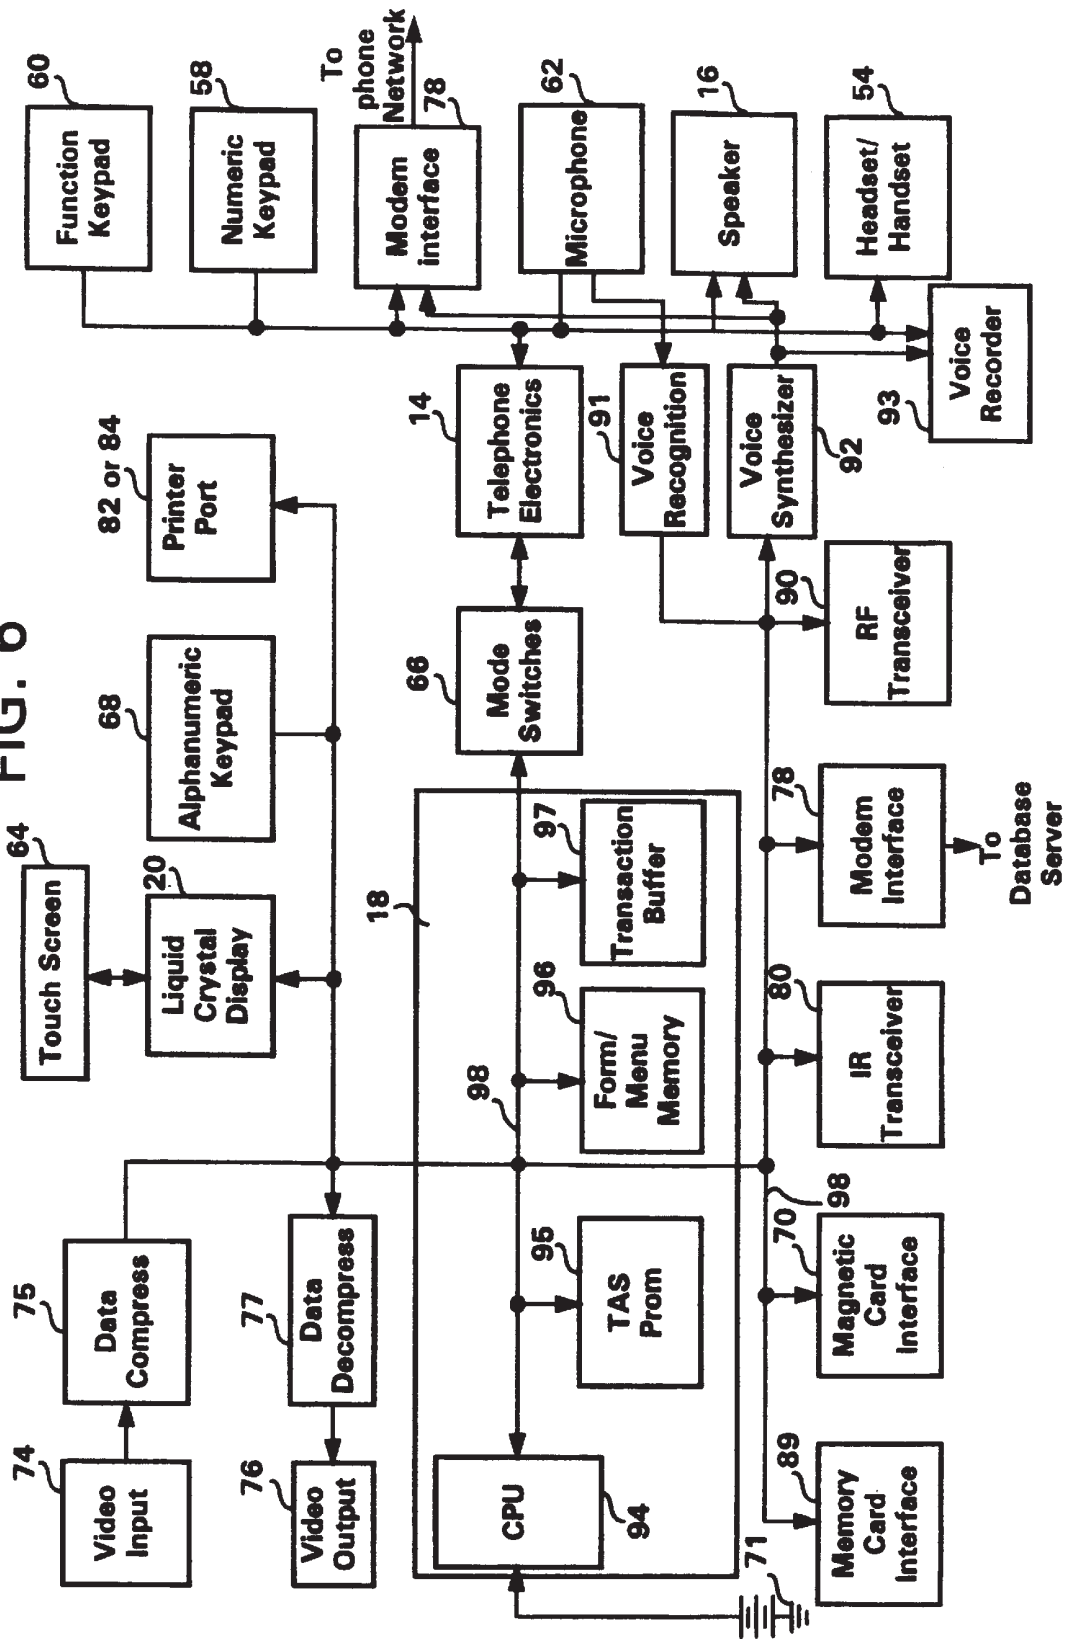 FIG. 6
74
Video
Input
75
Data
Compress
64
Touch Screen
20
Liquid
Crystal
Display
68
Alphanumeric
Keypad
82 or 84
Printer
Port
60
Function
Keypad
58
Numeric
Keypad
76
Video
Output
77
Data
Decompress
To
phone
Network
78
Modem
interface
18
98
66
Mode
Switches
14
Telephone
Electronics
62
Microphone
CPU
94
95
TAS
Prom
96
Form/
Menu
Memory
97
Transaction
Buffer
91
Voice
Recognition
16
Speaker
Voice
Synthesizer
92
54
Headset/
Handset
71
89
Memory
Card
Interface
70
98
Magnetic
Card
Interface
80
IR
Transceiver
78
Modem
Interface
To
Database
Server
90
RF
Transceiver
93
Voice
Recorder